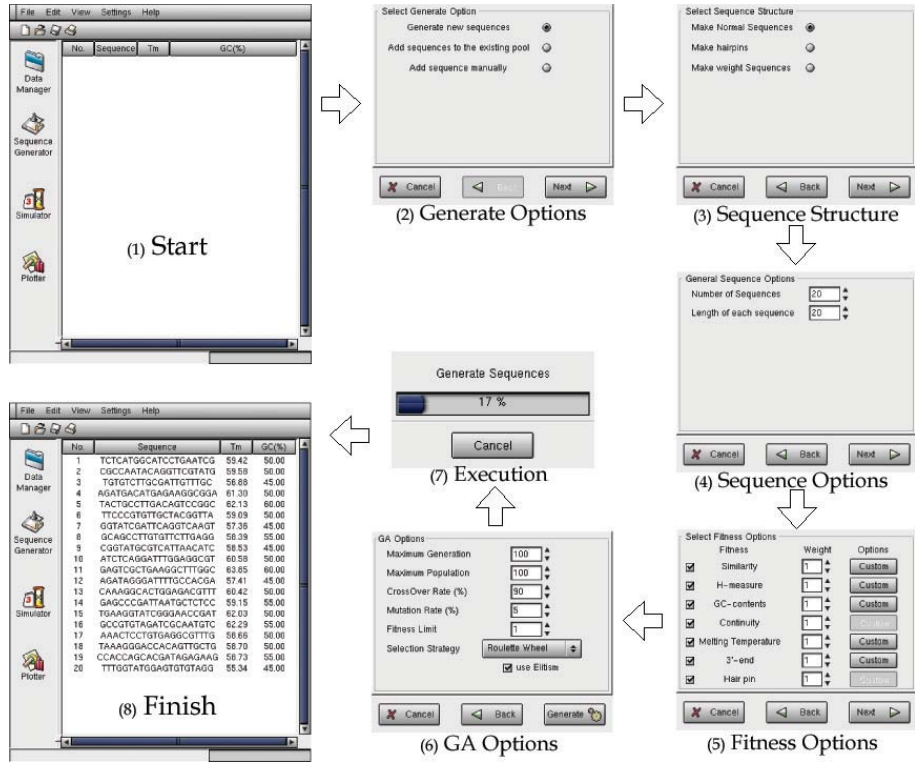 File Edit View Settings Help
No. Sequence Tm GC(%)
Data
Manager
Sequence
Generator
Simulator
Plotter
(1) Start
Select Generate Option
Generate new sequences
Add sequences to the existing pool
Add sequence manually
Cancel Back Next
(2) Generate Options
Select Sequence Structure
Make Normal Sequences
Make hairpins
Make weight Sequences
Cancel Back Next
(3) Sequence Structure
General Sequence Options
Number of Sequences 20
Length of each sequence 20
Cancel Back Next
(4) Sequence Options
Select Fitness Options
Fitness Weight Options
Similarity 1 Custom
H-measure 1 Custom
GC-contents 1 Custom
Continuity 1 Custom
Melting Temperature 1 Custom
3'-end 1 Custom
Hair pin 1 Custom
Cancel Back Next
(5) Fitness Options
GA Options
Maximum Generation 100
Maximum Population 100
CrossOver Rate (%) 90
Mutation Rate (%) 5
Fitness Limit 1
Selection Strategy Roulette Wheel
use Elitism
Cancel Back Generate
(6) GA Options
Generate Sequences
17 %
Cancel
(7) Execution
File Edit View Settings Help
No. Sequence Tm GC(%)
Data
Manager
Sequence
Generator
Simulator
Plotter
1 TCTCATGGCATCCTGAATCG 59.42 50.00
2 CGCCAATACAGGTTCGTATG 59.58 50.00
3 TGTGTCTTGCGATTGTTTGC 56.88 45.00
4 AGATGACATGAGAAGGCGGA 61.30 50.00
5 TACTGCCTTGACAGTCCGGC 62.13 60.00
6 TTCCCGTGTTGCTACGGTTA 59.09 50.00
7 GGTATCGATTCAGGTCAAGT 57.36 45.00
8 GCAGCCTTGTGTTCTTGAGG 58.39 55.00
9 CGGTATGCGTCATTAACATC 58.53 45.00
10 ATCTCAGGATTTGGAGGCGT 60.58 50.00
11 GAGTCGCTGAAGGCTTTGGC 63.85 60.00
12 AGATAGGGATTTTGCCACGA 57.41 45.00
13 CAAAGGCACTGGAGACGTTT 60.42 50.00
14 GAGCCCGATTAATGCTCTCC 59.15 55.00
15 TGAAGGTATCGGGAACCGAT 62.03 50.00
16 GCCGTGTAGATCGCAATGTC 62.29 55.00
17 AAACTCCTGTGAGGCGTTTG 58.66 50.00
18 TAAAGGGACCACAGTTGCTG 58.70 50.00
19 CCACCAGCACGATAGAGAAG 58.73 55.00
20 TTTGGTATGGAGTGTGTAGG 55.34 45.00
(8) Finish